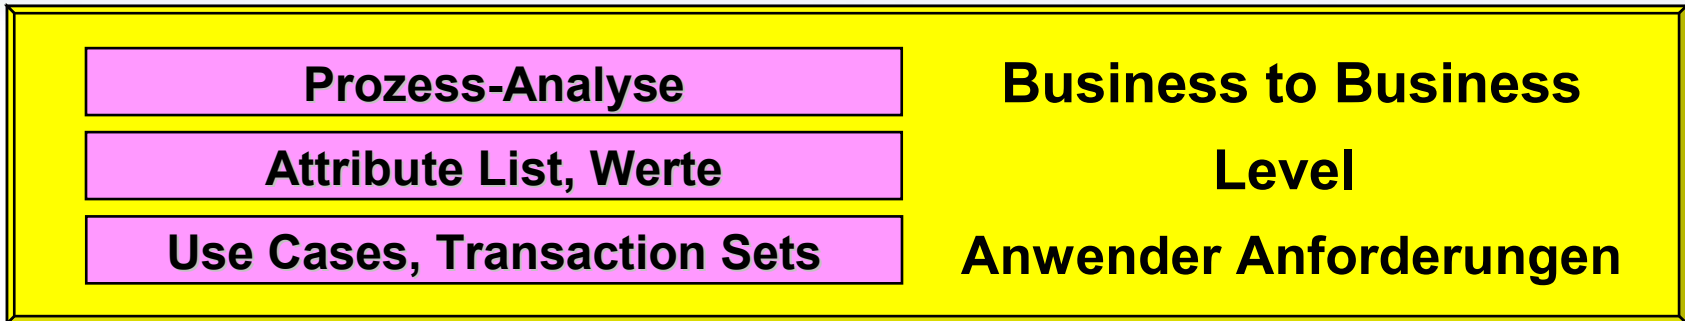 Prozess-Analyse
Attribute List, Werte
Use Cases, Transaction Sets
Business to Business
Level
Anwender Anforderungen